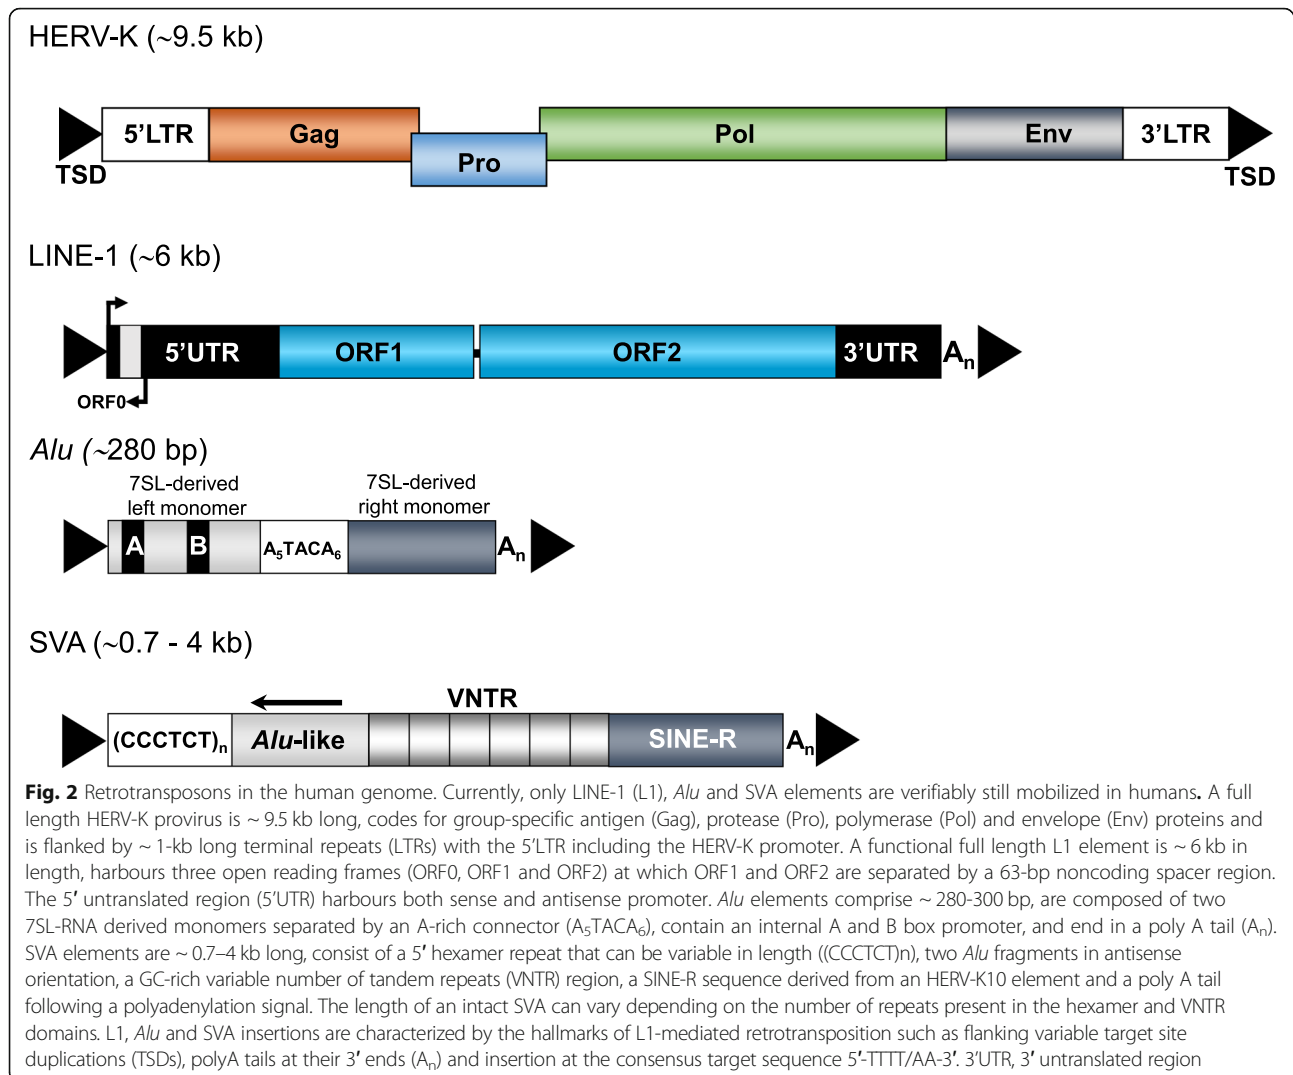 HERV-K (~9.5 kb)
5'LTR Gag Pro Pol Env 3'LTR
TSD TSD
LINE-1 (~6 kb)
5'UTR ORF1 ORF2 3'UTR An
ORF0
Alu (~280 bp)
7SL-derived
left monomer
7SL-derived
right monomer
A B A5TACA6 An
SVA (~0.7 - 4 kb)
VNTR
(CCCTCT)n Alu-like SINE-R An
Fig. 2 Retrotransposons in the human genome. Currently, only LINE-1 (L1), Alu and SVA elements are verifiably still mobilized in humans. A full
length HERV-K provirus is ~ 9.5 kb long, codes for group-specific antigen (Gag), protease (Pro), polymerase (Pol) and envelope (Env) proteins and
is flanked by ~ 1-kb long terminal repeats (LTRs) with the 5'LTR including the HERV-K promoter. A functional full length L1 element is ~ 6 kb in
length, harbours three open reading frames (ORF0, ORF1 and ORF2) at which ORF1 and ORF2 are separated by a 63-bp noncoding spacer region.
The 5′ untranslated region (5'UTR) harbours both sense and antisense promoter. Alu elements comprise ~ 280-300 bp, are composed of two
7SL-RNA derived monomers separated by an A-rich connector (A5TACA6), contain an internal A and B box promoter, and end in a poly A tail (An).
SVA elements are ~ 0.7–4 kb long, consist of a 5′ hexamer repeat that can be variable in length ((CCCTCT)n), two Alu fragments in antisense
orientation, a GC-rich variable number of tandem repeats (VNTR) region, a SINE-R sequence derived from an HERV-K10 element and a poly A tail
following a polyadenylation signal. The length of an intact SVA can vary depending on the number of repeats present in the hexamer and VNTR
domains. L1, Alu and SVA insertions are characterized by the hallmarks of L1-mediated retrotransposition such as flanking variable target site
duplications (TSDs), polyA tails at their 3′ ends (An) and insertion at the consensus target sequence 5′-TTTT/AA-3′. 3'UTR, 3′ untranslated region